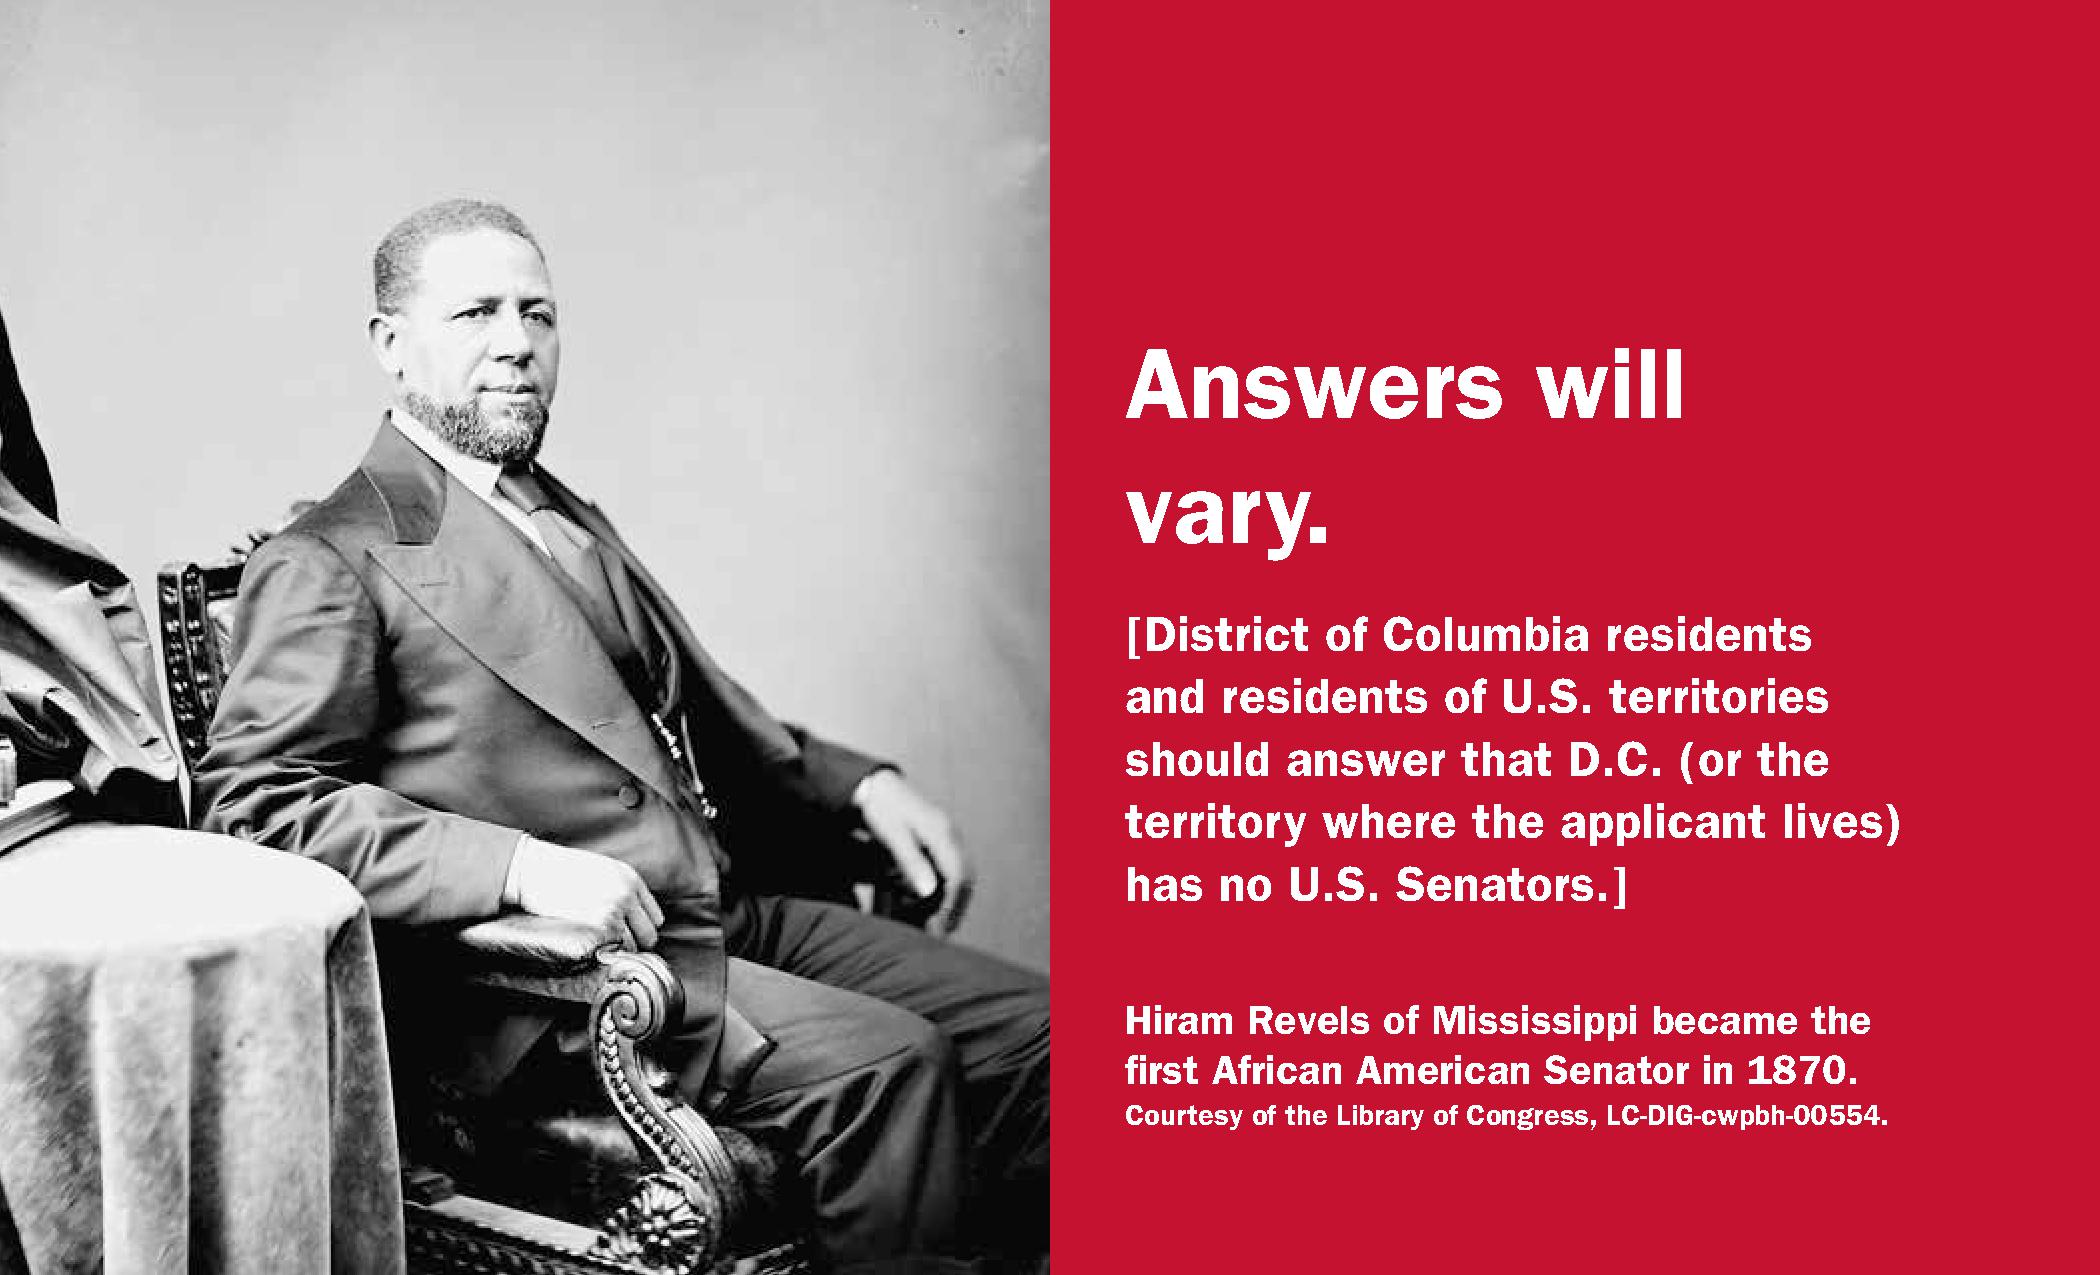 Answers will
vary.
[District of Columbia residents
and residents of U.S. territories
should answer that D.C. (or the
territory where the applicant lives)
has no U.S. Senators.]
Hiram Revels of Mississippi became the
first African American Senator in 1870.
Courtesy of the Library of Congress, LC-DIG-cwpbh-00554.